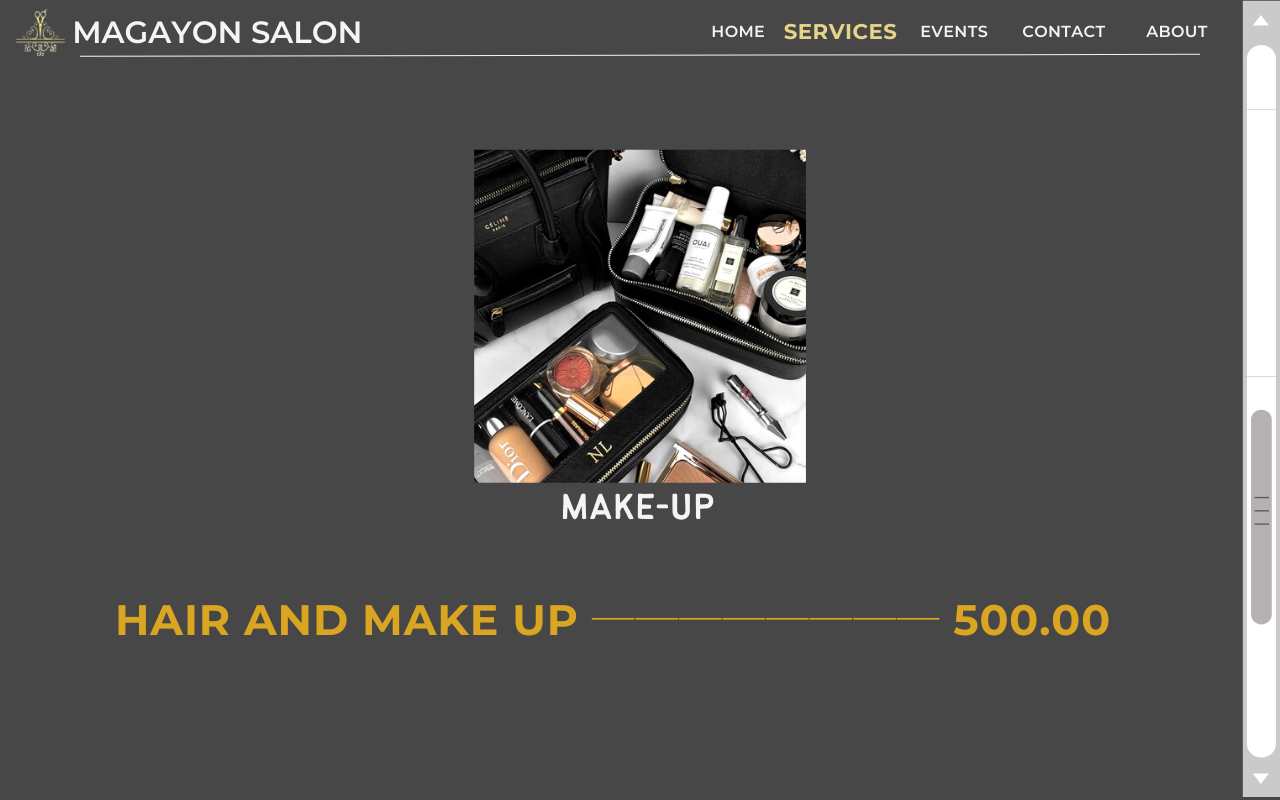 MAGAYON SALON
HOME SERVICES EVENTS CONTACT ABOUT
CÉLINE
PARIS
OUAI
LANCÔME
Dior
NL
MAKE-UP
HAIR AND MAKE UP ———————— 500.00